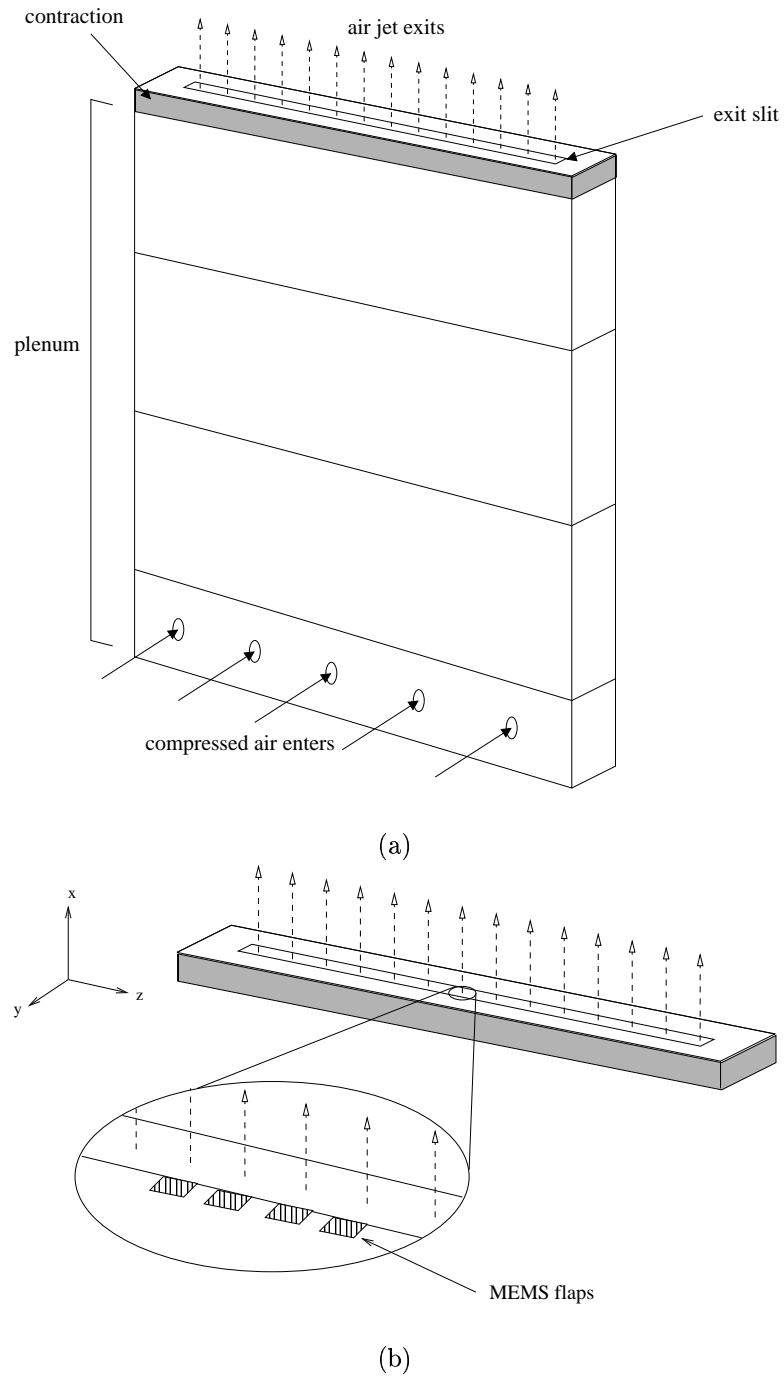 contraction
air jet exits
exit slit
plenum
compressed air enters
(a)
x
y
z
MEMS flaps
(b)